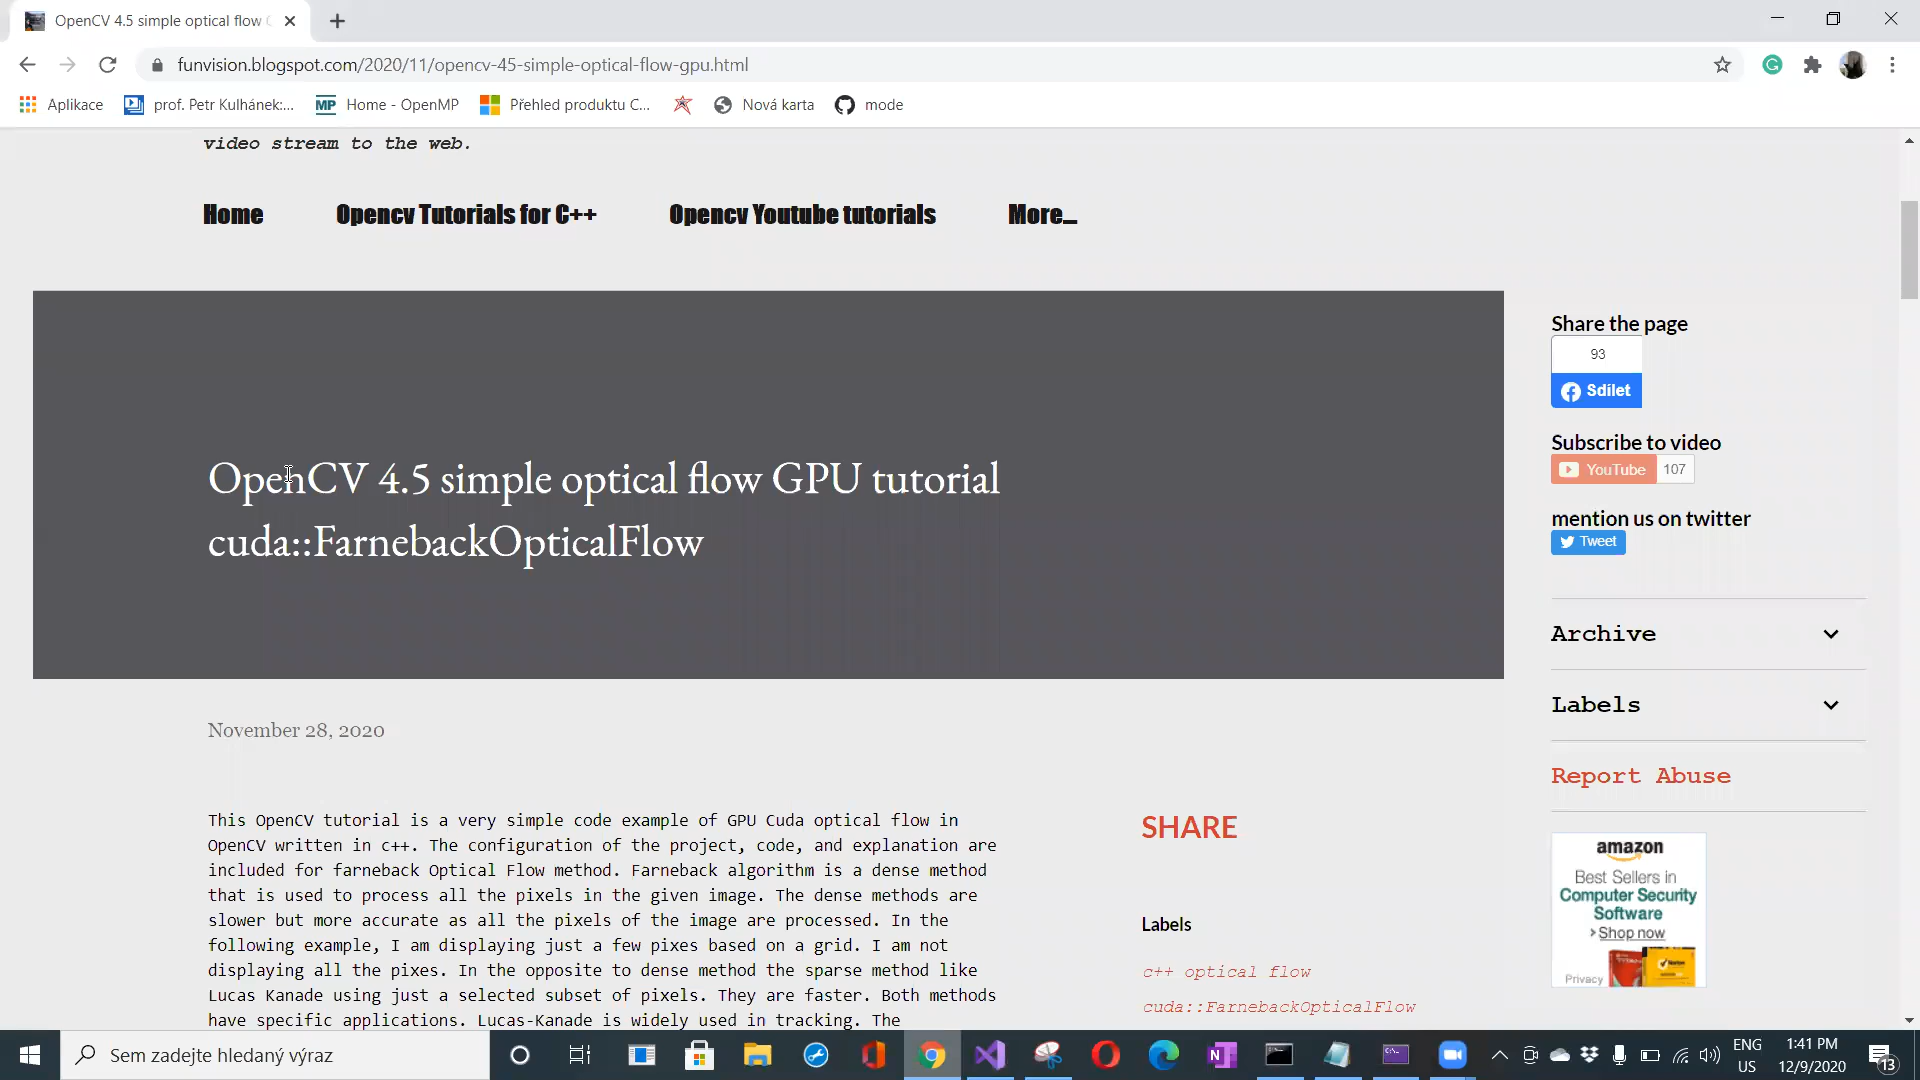 OpenCV 4.5 simple optical flow
funvision.blogspot.com/2020/11/opencv-45-simple-optical-flow-gpu.html
Aplikace
prof. Petr Kulhánek:...
MP Home - OpenMP
Přehled produktu C...
Nová karta
mode
video stream to the web.
Home
Opencv Tutorials for C++
Opencv Youtube tutorials
More...
OpenCV 4.5 simple optical flow GPU tutorial
cuda::FarnebackOpticalFlow
November 28, 2020
This OpenCV tutorial is a very simple code example of GPU Cuda optical flow in
OpenCV written in c++. The configuration of the project, code, and explanation are
included for farneback Optical Flow method. Farneback algorithm is a dense method
that is used to process all the pixels in the given image. The dense methods are
slower but more accurate as all the pixels of the image are processed. In the
following example, I am displaying just a few pixes based on a grid. I am not
displaying all the pixes. In the opposite to dense method the sparse method like
Lucas Kanade using just a selected subset of pixels. They are faster. Both methods
have specific applications. Lucas-Kanade is widely used in tracking. The
SHARE
Labels
c++ optical flow
cuda::FarnebackOpticalFlow
Share the page
93
Sdílet
Subscribe to video
YouTube 107
mention us on twitter
Tweet
Archive
Labels
Report Abuse
amazon
Best Sellers in
Computer Security
Software
>Shop now
Privacy
Norton
Sem zadejte hledaný výraz
ENG
US
1:41 PM
12/9/2020
13